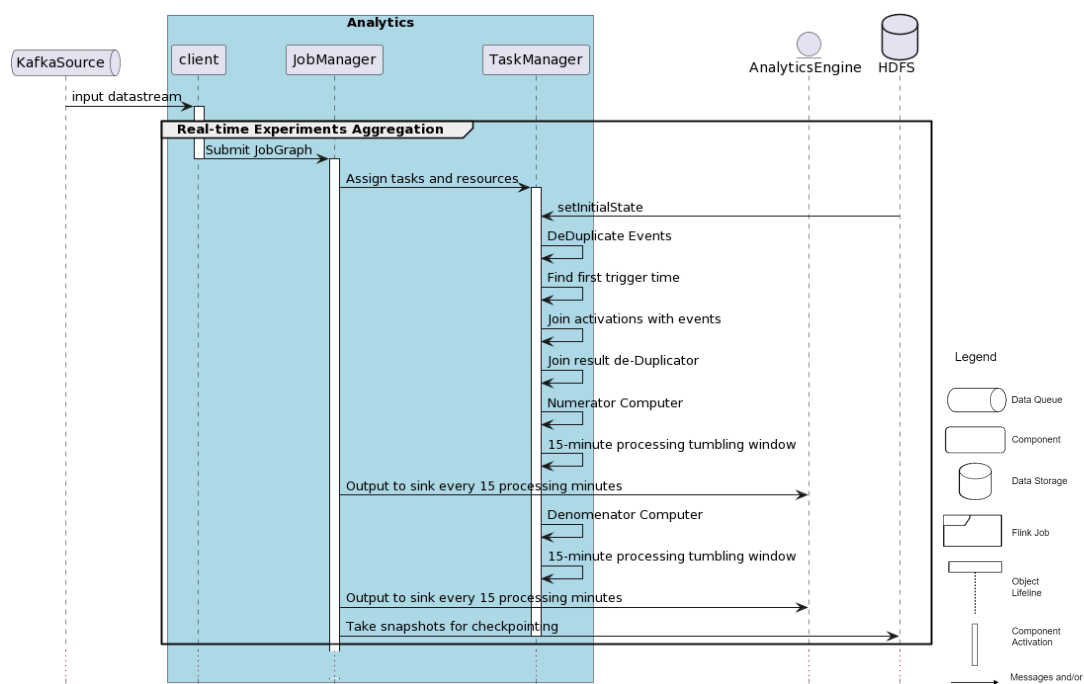 Analytics
KafkaSource
client
JobManager
TaskManager
AnalyticsEngine
HDFS
input datastream
Real-time Experiments Aggregation
Submit JobGraph
Assign tasks and resources
setInitialState
DeDuplicate Events
Find first trigger time
Join activations with events
Join result de-Duplicator
Numerator Computer
15-minute processing tumbling window
Output to sink every 15 processing minutes
Denomenator Computer
15-minute processing tumbling window
Output to sink every 15 processing minutes
Take snapshots for checkpointing
Legend
Data Queue
Component
Data Storage
Flink Job
Object
Lifeline
Component
Activation
Messages and/or